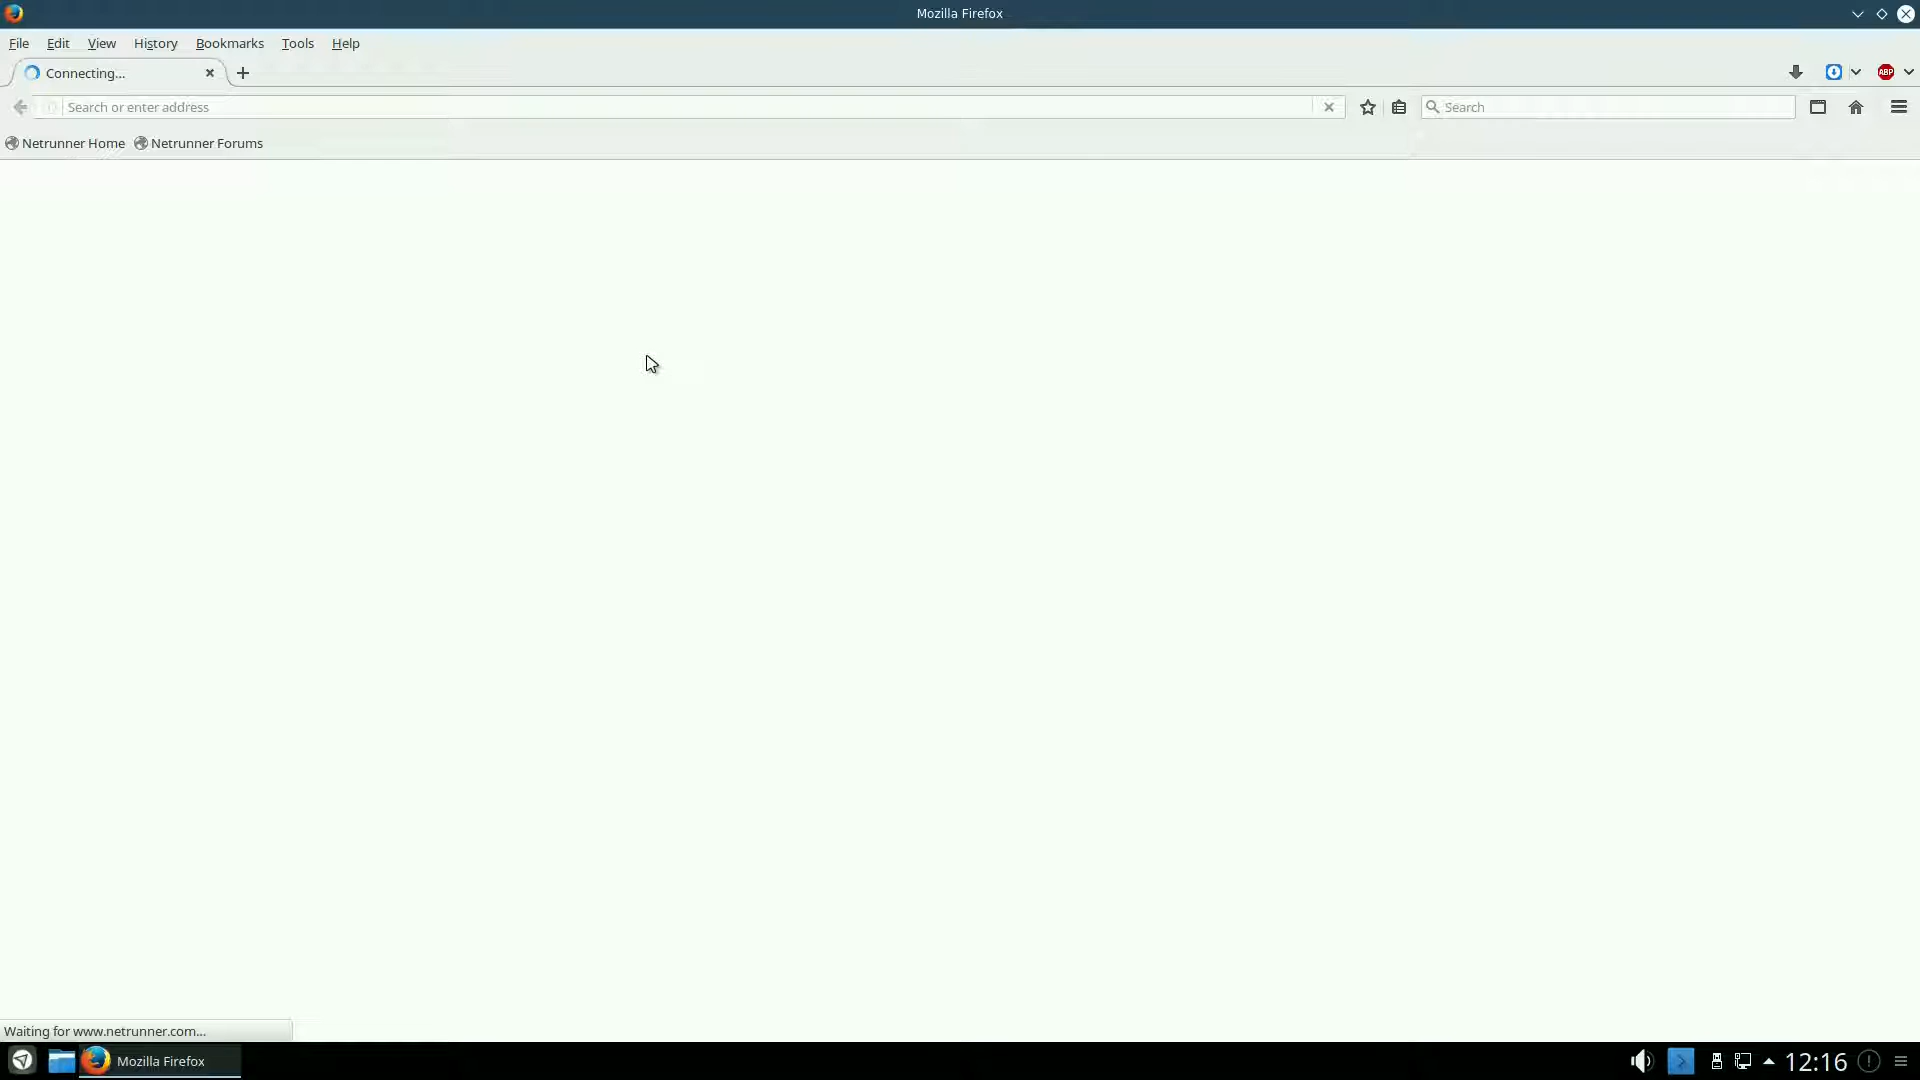 Mozilla Firefox
File Edit View History Bookmarks Tools Help
Connecting...
Search or enter address
Search
Netrunner Home Netrunner Forums
ABP
Waiting for www.netrunner.com...
Mozilla Firefox
12:16